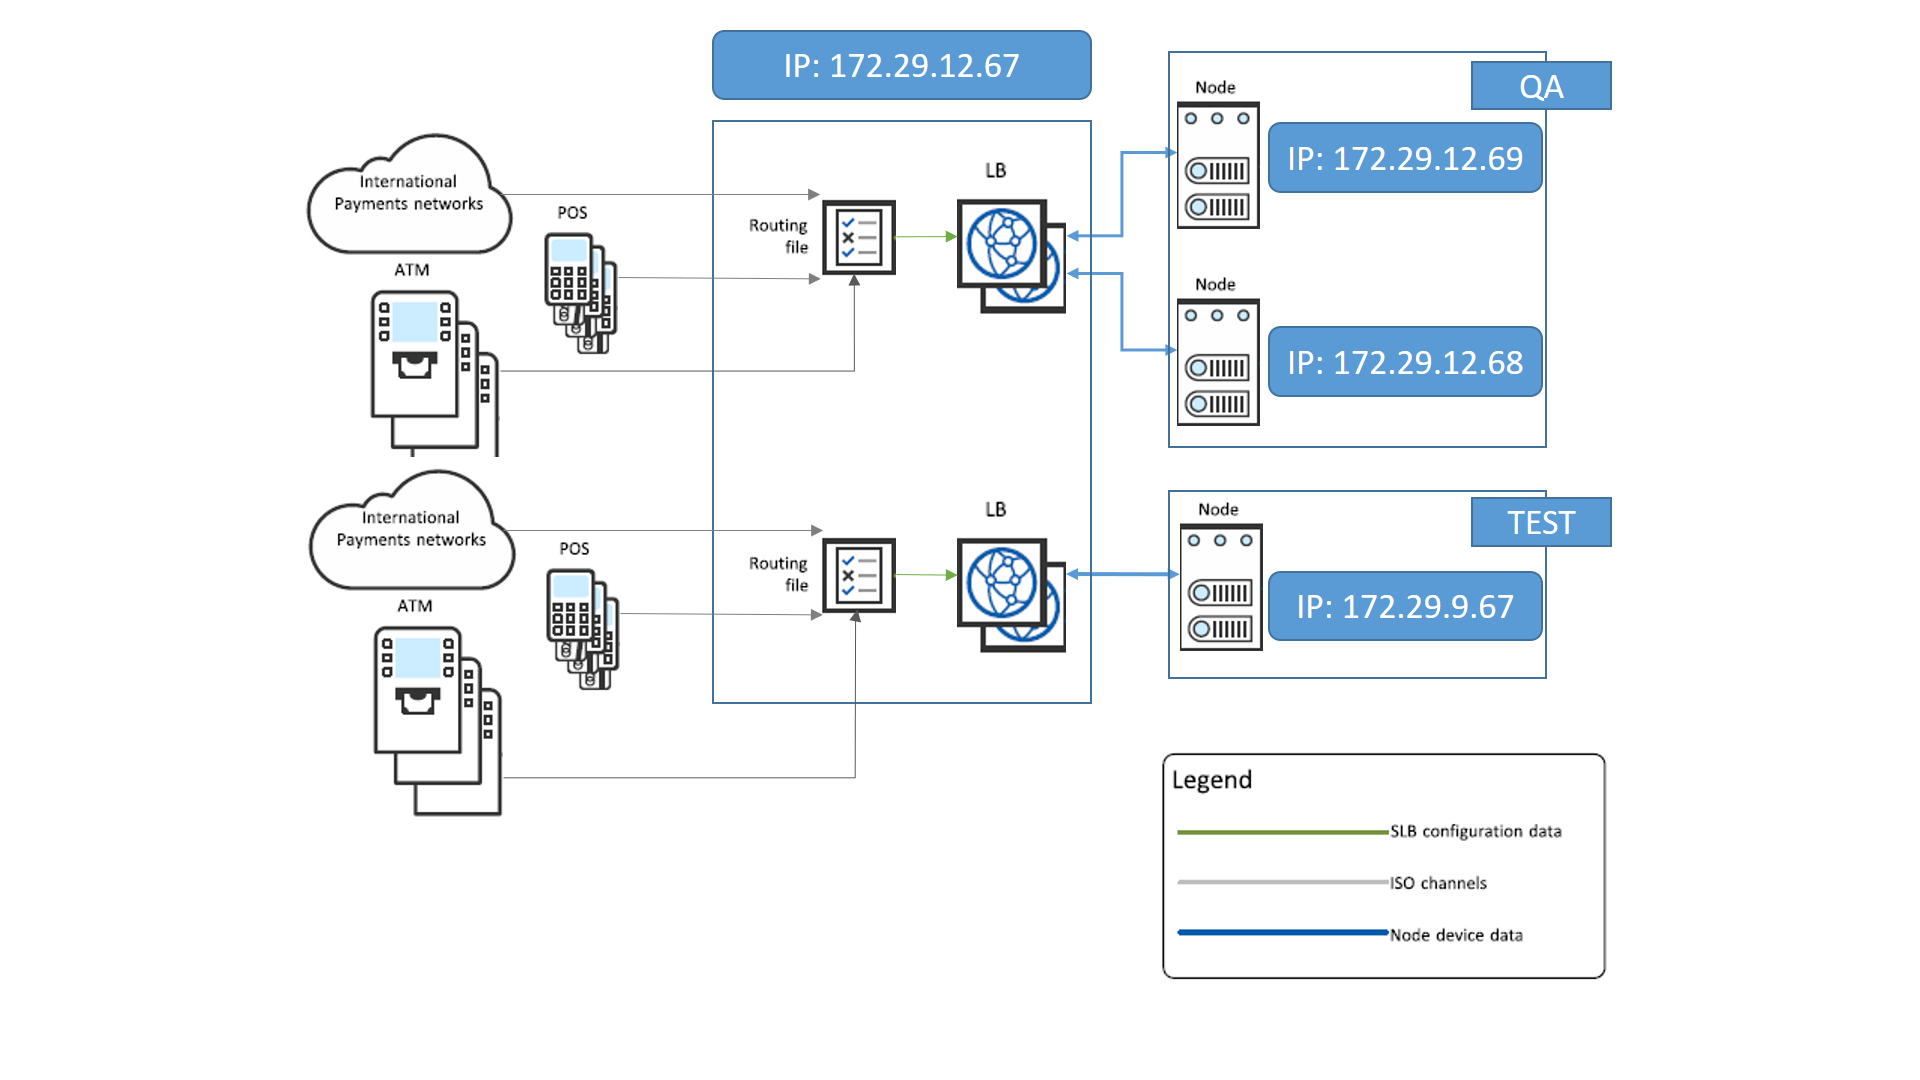 IP: 172.29.12.67
QA
Node
IP: 172.29.12.69
International
Payments networks
POS
LB
Routing
file
ATM
Node
IP: 172.29.12.68
International
Payments networks
POS
LB
Routing
file
ATM
TEST
Node
IP: 172.29.9.67
Legend
SLB configuration data
ISO channels
Node device data